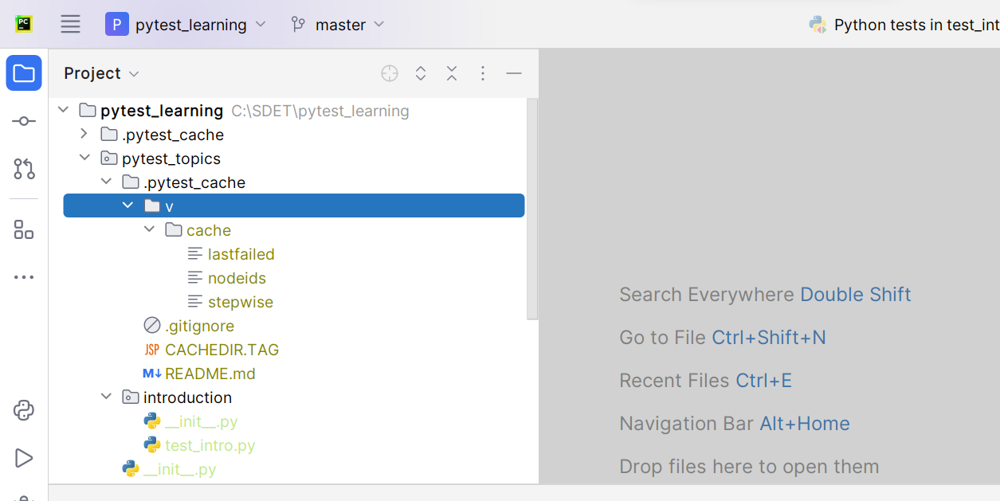 PC
P pytest_learning master Python tests in test_int
Project
pytest_learning C:\SDET\pytest_learning
.pytest_cache
pytest_topics
.pytest_cache
v
cache
lastfailed
nodeids
stepwise
.gitignore
JSP CACHEDIR.TAG
M↓ README.md
introduction
__init__.py
test_intro.py
__init__.py
Search Everywhere Double Shift
Go to File Ctrl+Shift+N
Recent Files Ctrl+E
Navigation Bar Alt+Home
Drop files here to open them